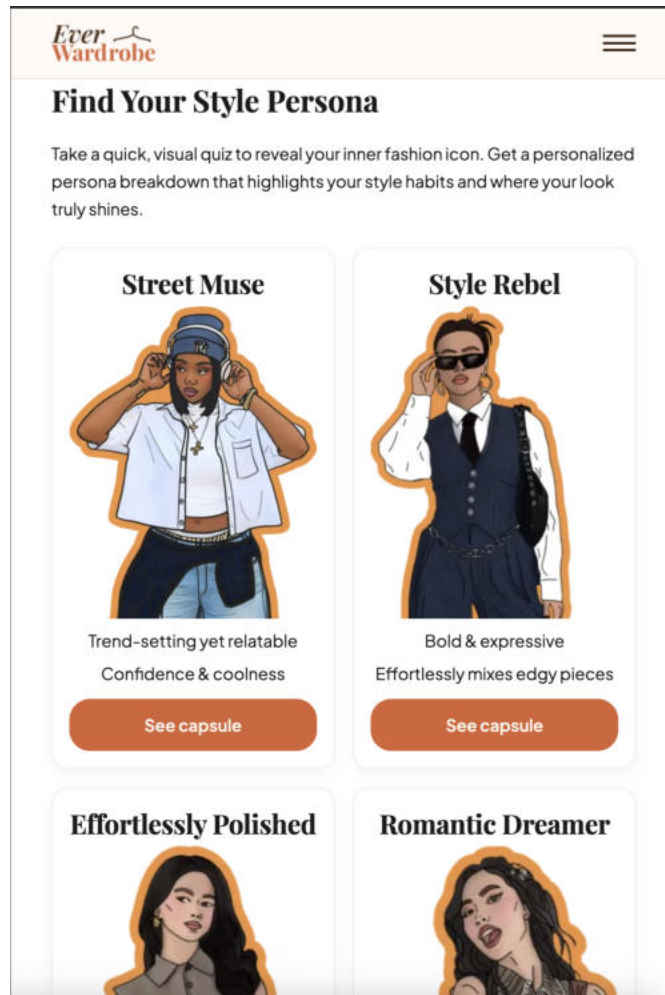 Ever
Wardrobe
Find Your Style Persona
Take a quick, visual quiz to reveal your inner fashion icon. Get a personalized
persona breakdown that highlights your style habits and where your look
truly shines.
Street Muse
Style Rebel
Trend-setting yet relatable
Confidence & coolness
See capsule
Bold & expressive
Effortlessly mixes edgy pieces
See capsule
Effortlessly Polished
Romantic Dreamer